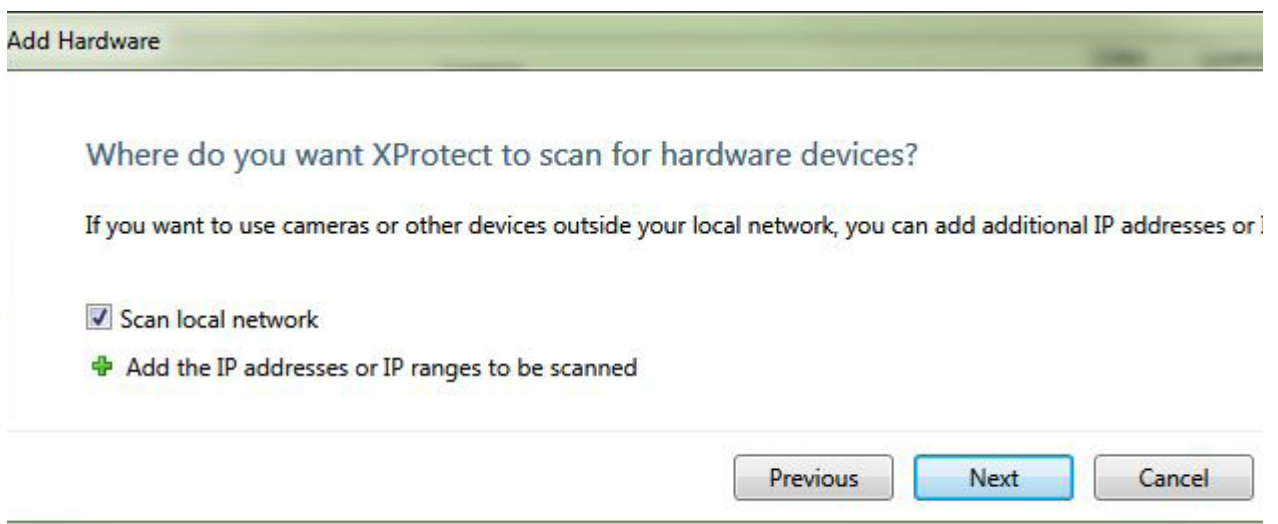 Add Hardware
Where do you want XProtect to scan for hardware devices?
If you want to use cameras or other devices outside your local network, you can add additional IP addresses or
Scan local network
Add the IP addresses or IP ranges to be scanned
Previous Next Cancel